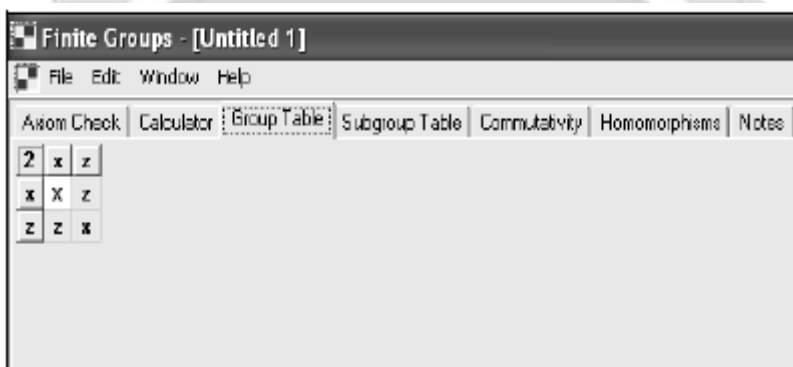 Finite Groups - [Untitled 1]
File Edit Window Help
Axiom Check Calculator Group Table Subgroup Table Commutativity Homomorphisms Notes
2 x z
x X z
z z x